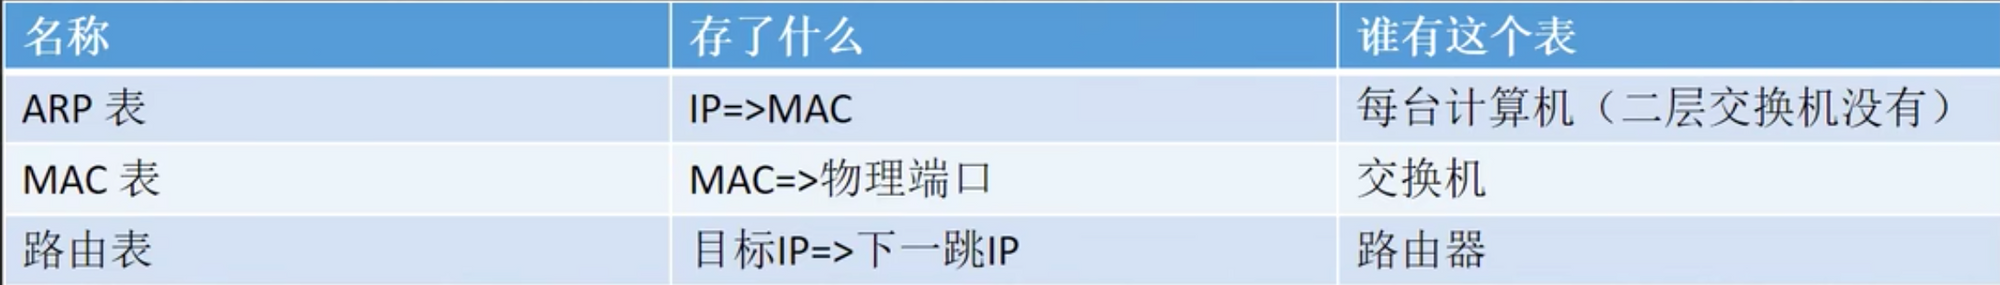 名称 存了什么 谁有这个表
ARP 表 IP=>MAC 每台计算机（二层交换机没有）
MAC 表 MAC=>物理端口 交换机
路由表 目标IP=>下一跳IP 路由器